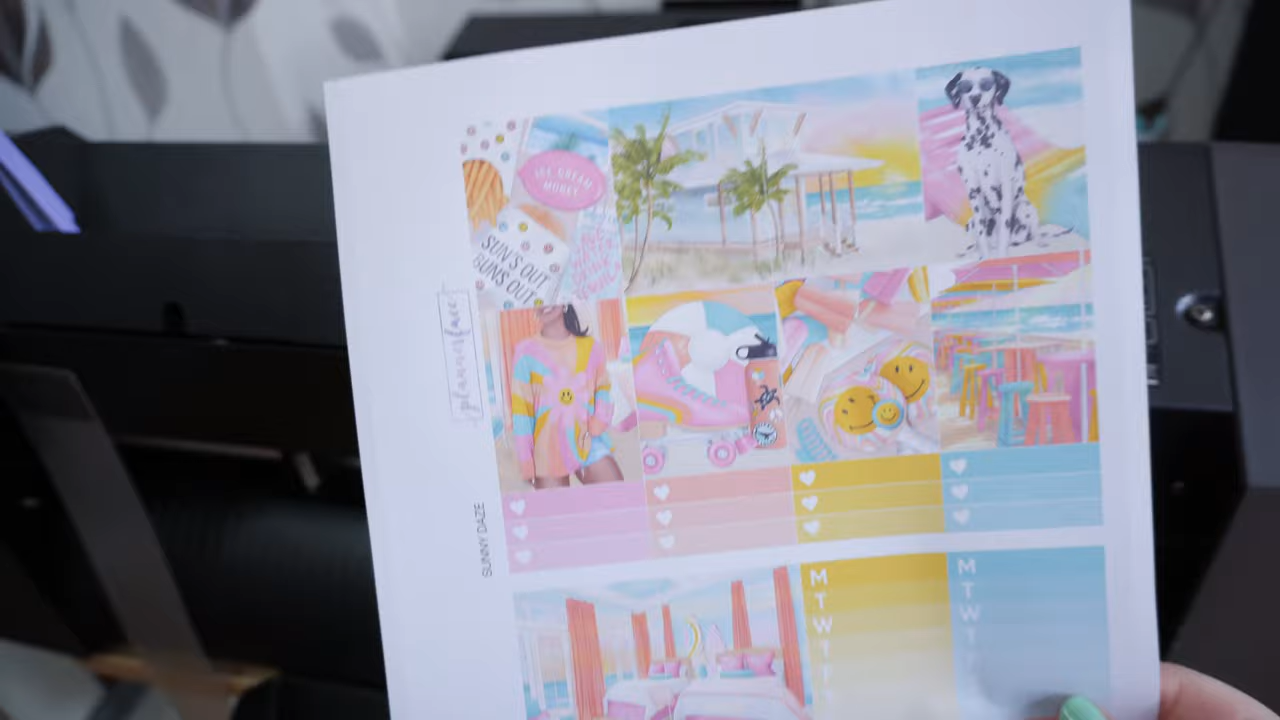 ICE CREAM
MONEY
SUN'S OUT
BUNS OUT
plannerface
SUNNY DAZE
M
T
W
M
T
W
T